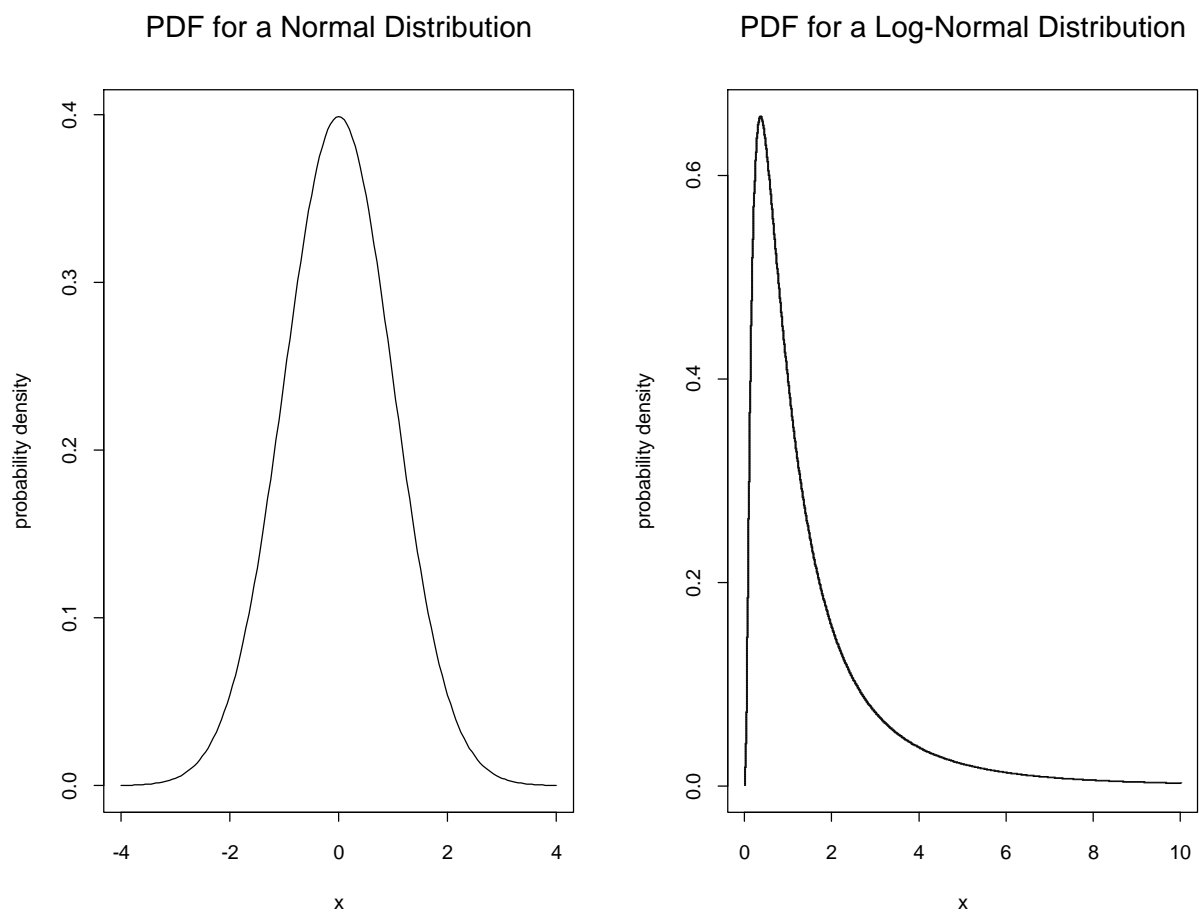 PDF for a Normal Distribution
PDF for a Log-Normal Distribution
probability density
0.0
0.1
0.2
0.3
0.4
-4 -2 0 2 4
x
probability density
0.0
0.2
0.4
0.6
0 2 4 6 8 10
x